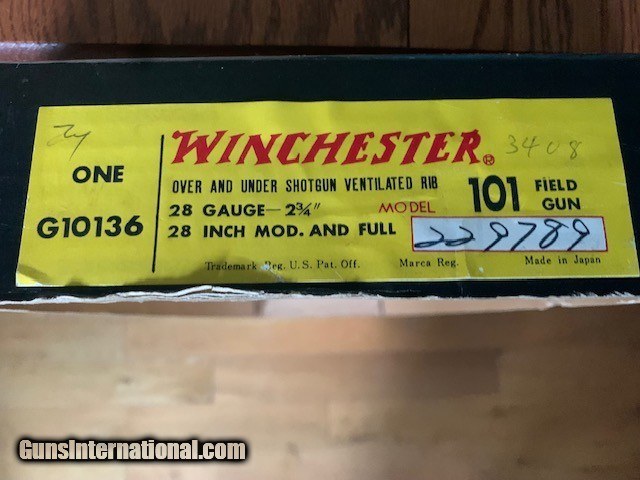 ONE
G10136
WINCHESTER®
3408
OVER AND UNDER SHOTGUN VENTILATED RIB
28 GAUGE—2¾"
28 INCH MOD. AND FULL
MODEL 101 FIELD GUN
229789
Trademark Reg. U.S. Pat. Off. Marca Reg. Made in Japan
GunsInternational.com